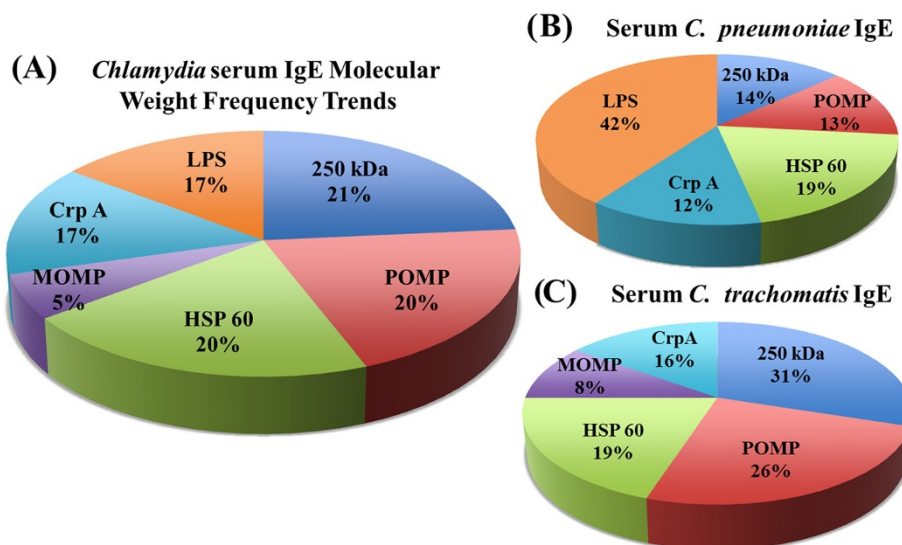 (A) Chlamydia serum IgE Molecular
Weight Frequency Trends
LPS
17%
250 kDa
21%
Crp A
17%
MOMP
5%
POMP
20%
HSP 60
20%
(B) Serum C. pneumoniae IgE
LPS
42%
250 kDa
14%
POMP
13%
HSP 60
19%
Crp A
12%
(C) Serum C. trachomatis IgE
CrpA
16%
250 kDa
31%
MOMP
8%
HSP 60
19%
POMP
26%